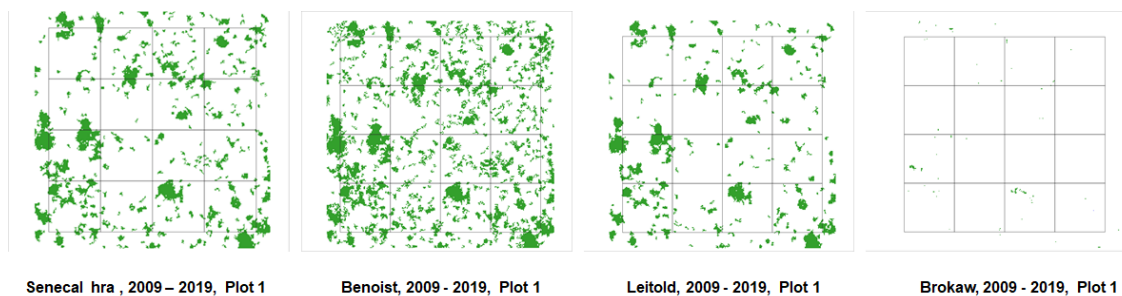 Senecal hra , 2009 – 2019, Plot 1
Benoist, 2009 - 2019, Plot 1
Leitold, 2009 - 2019, Plot 1
Brokaw, 2009 - 2019, Plot 1